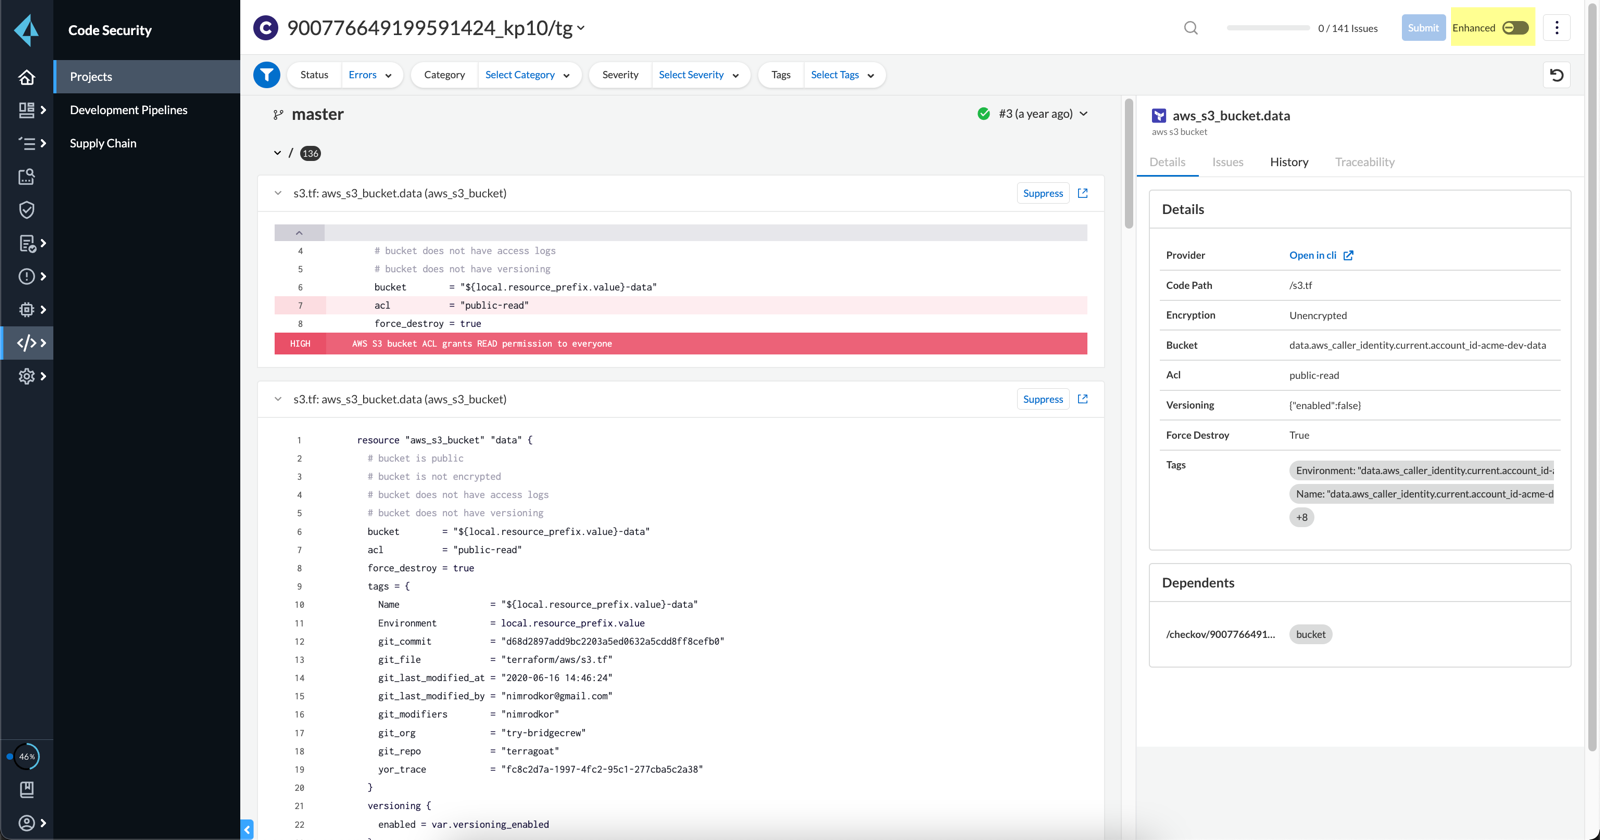 Code Security
Projects
Development Pipelines
Supply Chain
46%
C 900776649199591424_kp10/tg
0 / 141 Issues
Submit
Enhanced
Status Errors
Category Select Category
Severity Select Severity
Tags Select Tags
master
#3 (a year ago)
/ 136
s3.tf: aws_s3_bucket.data (aws_s3_bucket)
Suppress
4 # bucket does not have access logs
5 # bucket does not have versioning
6 bucket = "${local.resource_prefix.value}-data"
7 acl = "public-read"
8 force_destroy = true
HIGH AWS S3 bucket ACL grants READ permission to everyone
s3.tf: aws_s3_bucket.data (aws_s3_bucket)
Suppress
1 resource "aws_s3_bucket" "data" {
2 # bucket is public
3 # bucket is not encrypted
4 # bucket does not have access logs
5 # bucket does not have versioning
6 bucket = "${local.resource_prefix.value}-data"
7 acl = "public-read"
8 force_destroy = true
9 tags = {
10 Name = "${local.resource_prefix.value}-data"
11 Environment = local.resource_prefix.value
12 git_commit = "d68d2897add9bc2203a5ed0632a5cdd8ff8cefb0"
13 git_file = "terraform/aws/s3.tf"
14 git_last_modified_at = "2020-06-16 14:46:24"
15 git_last_modified_by = "nimrodkor@gmail.com"
16 git_modifiers = "nimrodkor"
17 git_org = "try-bridgecrew"
18 git_repo = "terragoat"
19 yor_trace = "fc8c2d7a-1997-4fc2-95c1-277cba5c2a38"
20 }
21 versioning {
22 enabled = var.versioning_enabled
aws_s3_bucket.data
aws s3 bucket
Details Issues History Traceability
Details
Provider Open in cli
Code Path /s3.tf
Encryption Unencrypted
Bucket data.aws_caller_identity.current.account_id-acme-dev-data
Acl public-read
Versioning {"enabled":false}
Force Destroy True
Tags Environment: "data.aws_caller_identity.current.account_id-
Name: "data.aws_caller_identity.current.account_id-acme-d
+8
Dependents
/checkov/9007766491... bucket